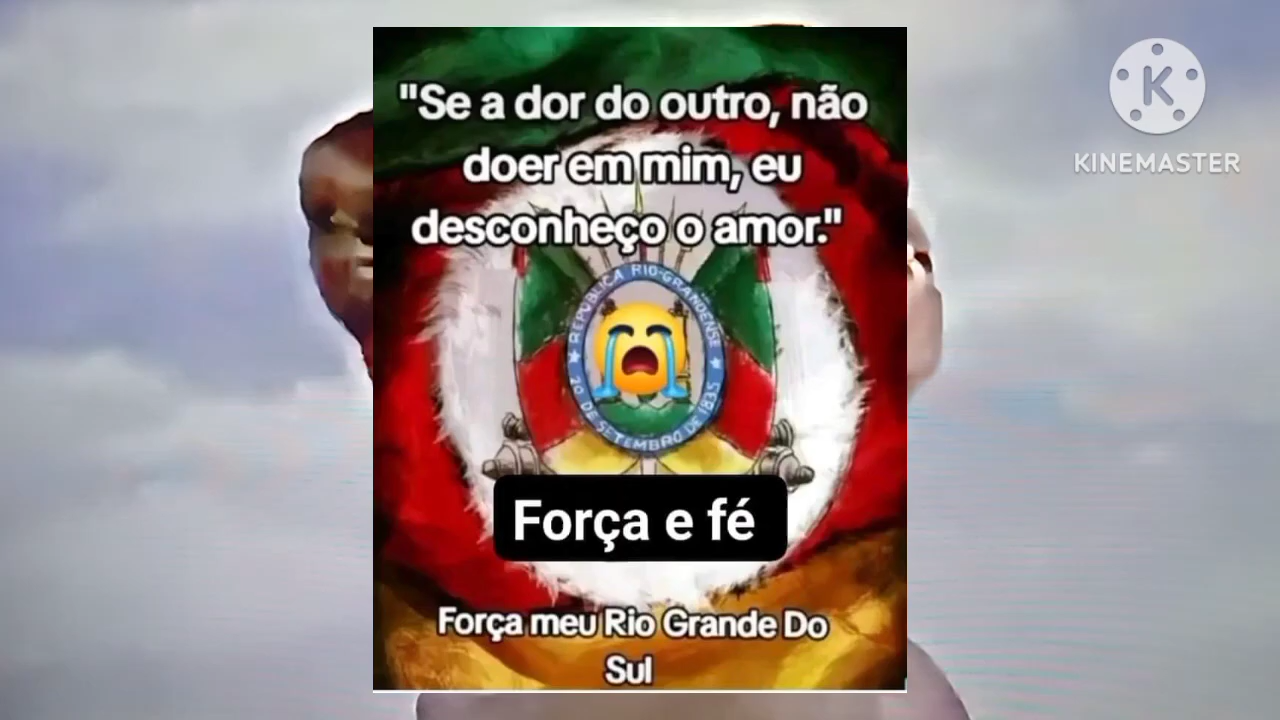 "Se a dor do outro, não
doer em mim, eu
desconheço o amor."
REPÚBLICA RIO-GRANDENSE
20 DE SETEMBRO DE 1835
Força e fé
Força meu Rio Grande Do
Sul
K
KINEMASTER